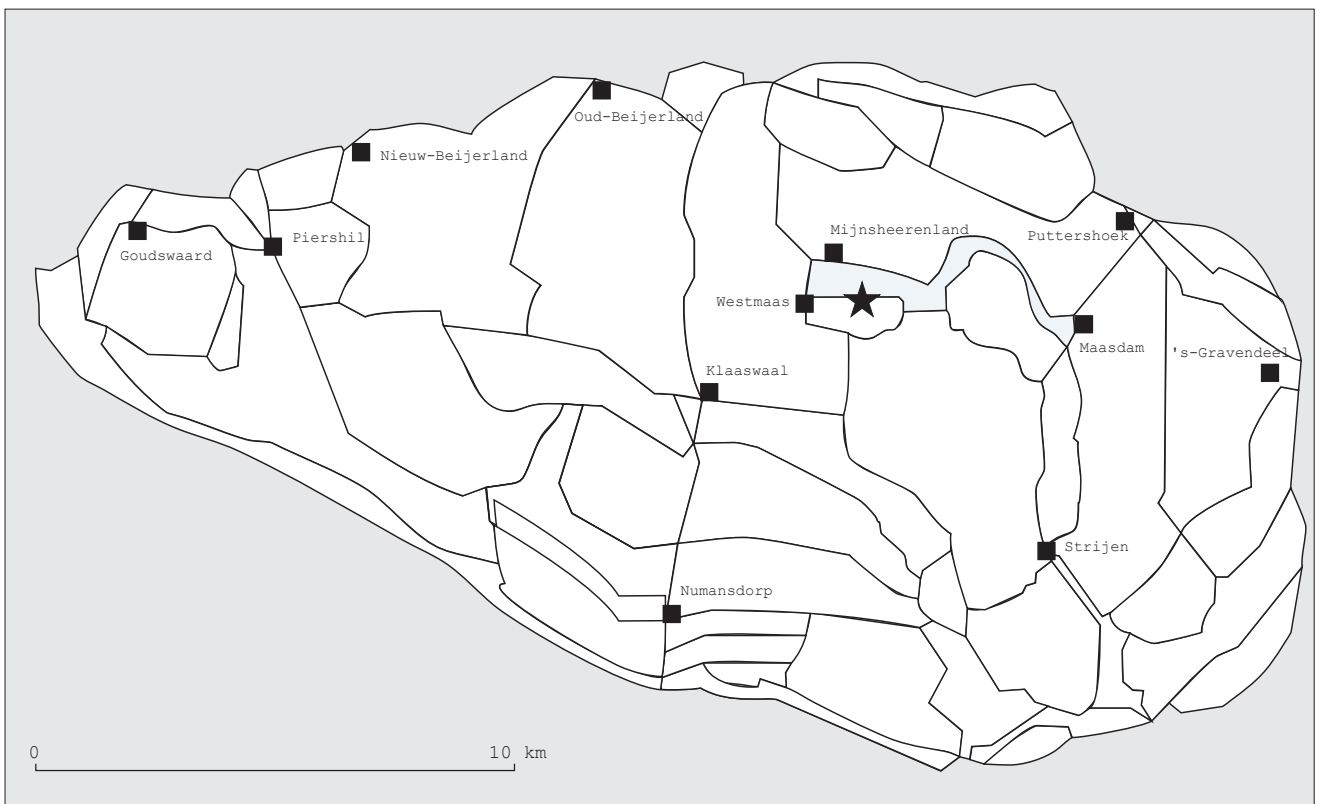 Oud-Beijerland
Nieuw-Beijerland
Mijnsheerenland
Puttershoek
Piershil
Goudswaard
Westmaas
Maasdam
's-Gravendeel
Klaaswaal
Strijen
Numansdorp
0
10 km